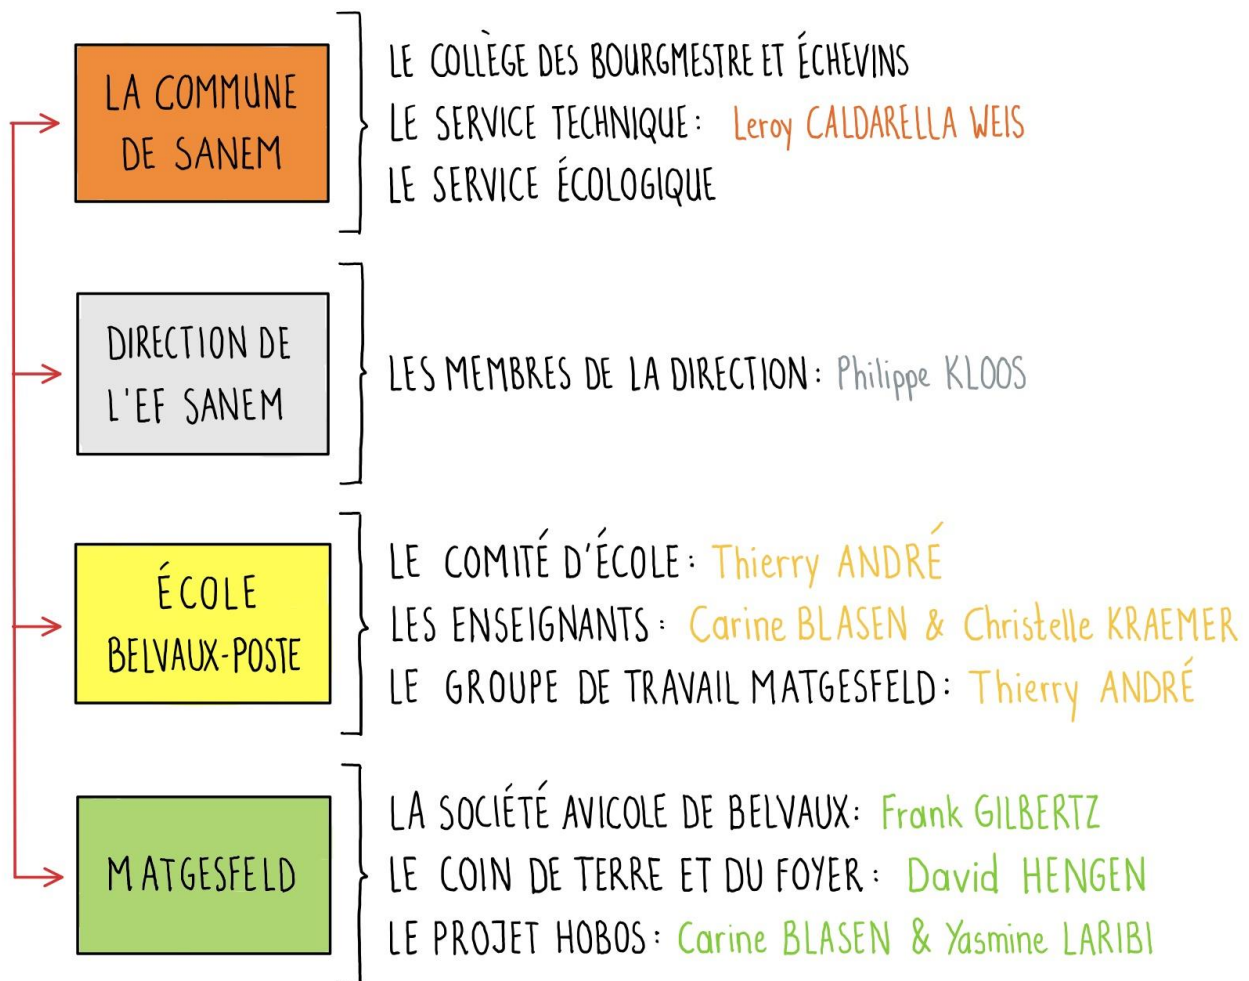 LA COMMUNE
DE SANEM
LE COLLÈGE DES BOURGMESTRE ET ÉCHEVINS
LE SERVICE TECHNIQUE: Leroy CALDARELLA WEIS
LE SERVICE ÉCOLOGIQUE
DIRECTION DE
L'EF SANEM
LES MEMBRES DE LA DIRECTION: Philippe KLOOS
ÉCOLE
BELVAUX-POSTE
LE COMITÉ D'ÉCOLE: Thierry ANDRÉ
LES ENSEIGNANTS: Carine BLASEN & Christelle KRAEMER
LE GROUPE DE TRAVAIL MATGESFELD: Thierry ANDRÉ
MATGESFELD
LA SOCIÉTÉ AVICOLE DE BELVAUX: Frank GILBERTZ
LE COIN DE TERRE ET DU FOYER: David HENGEN
LE PROJET HOBOS: Carine BLASEN & Yasmine LARIBI